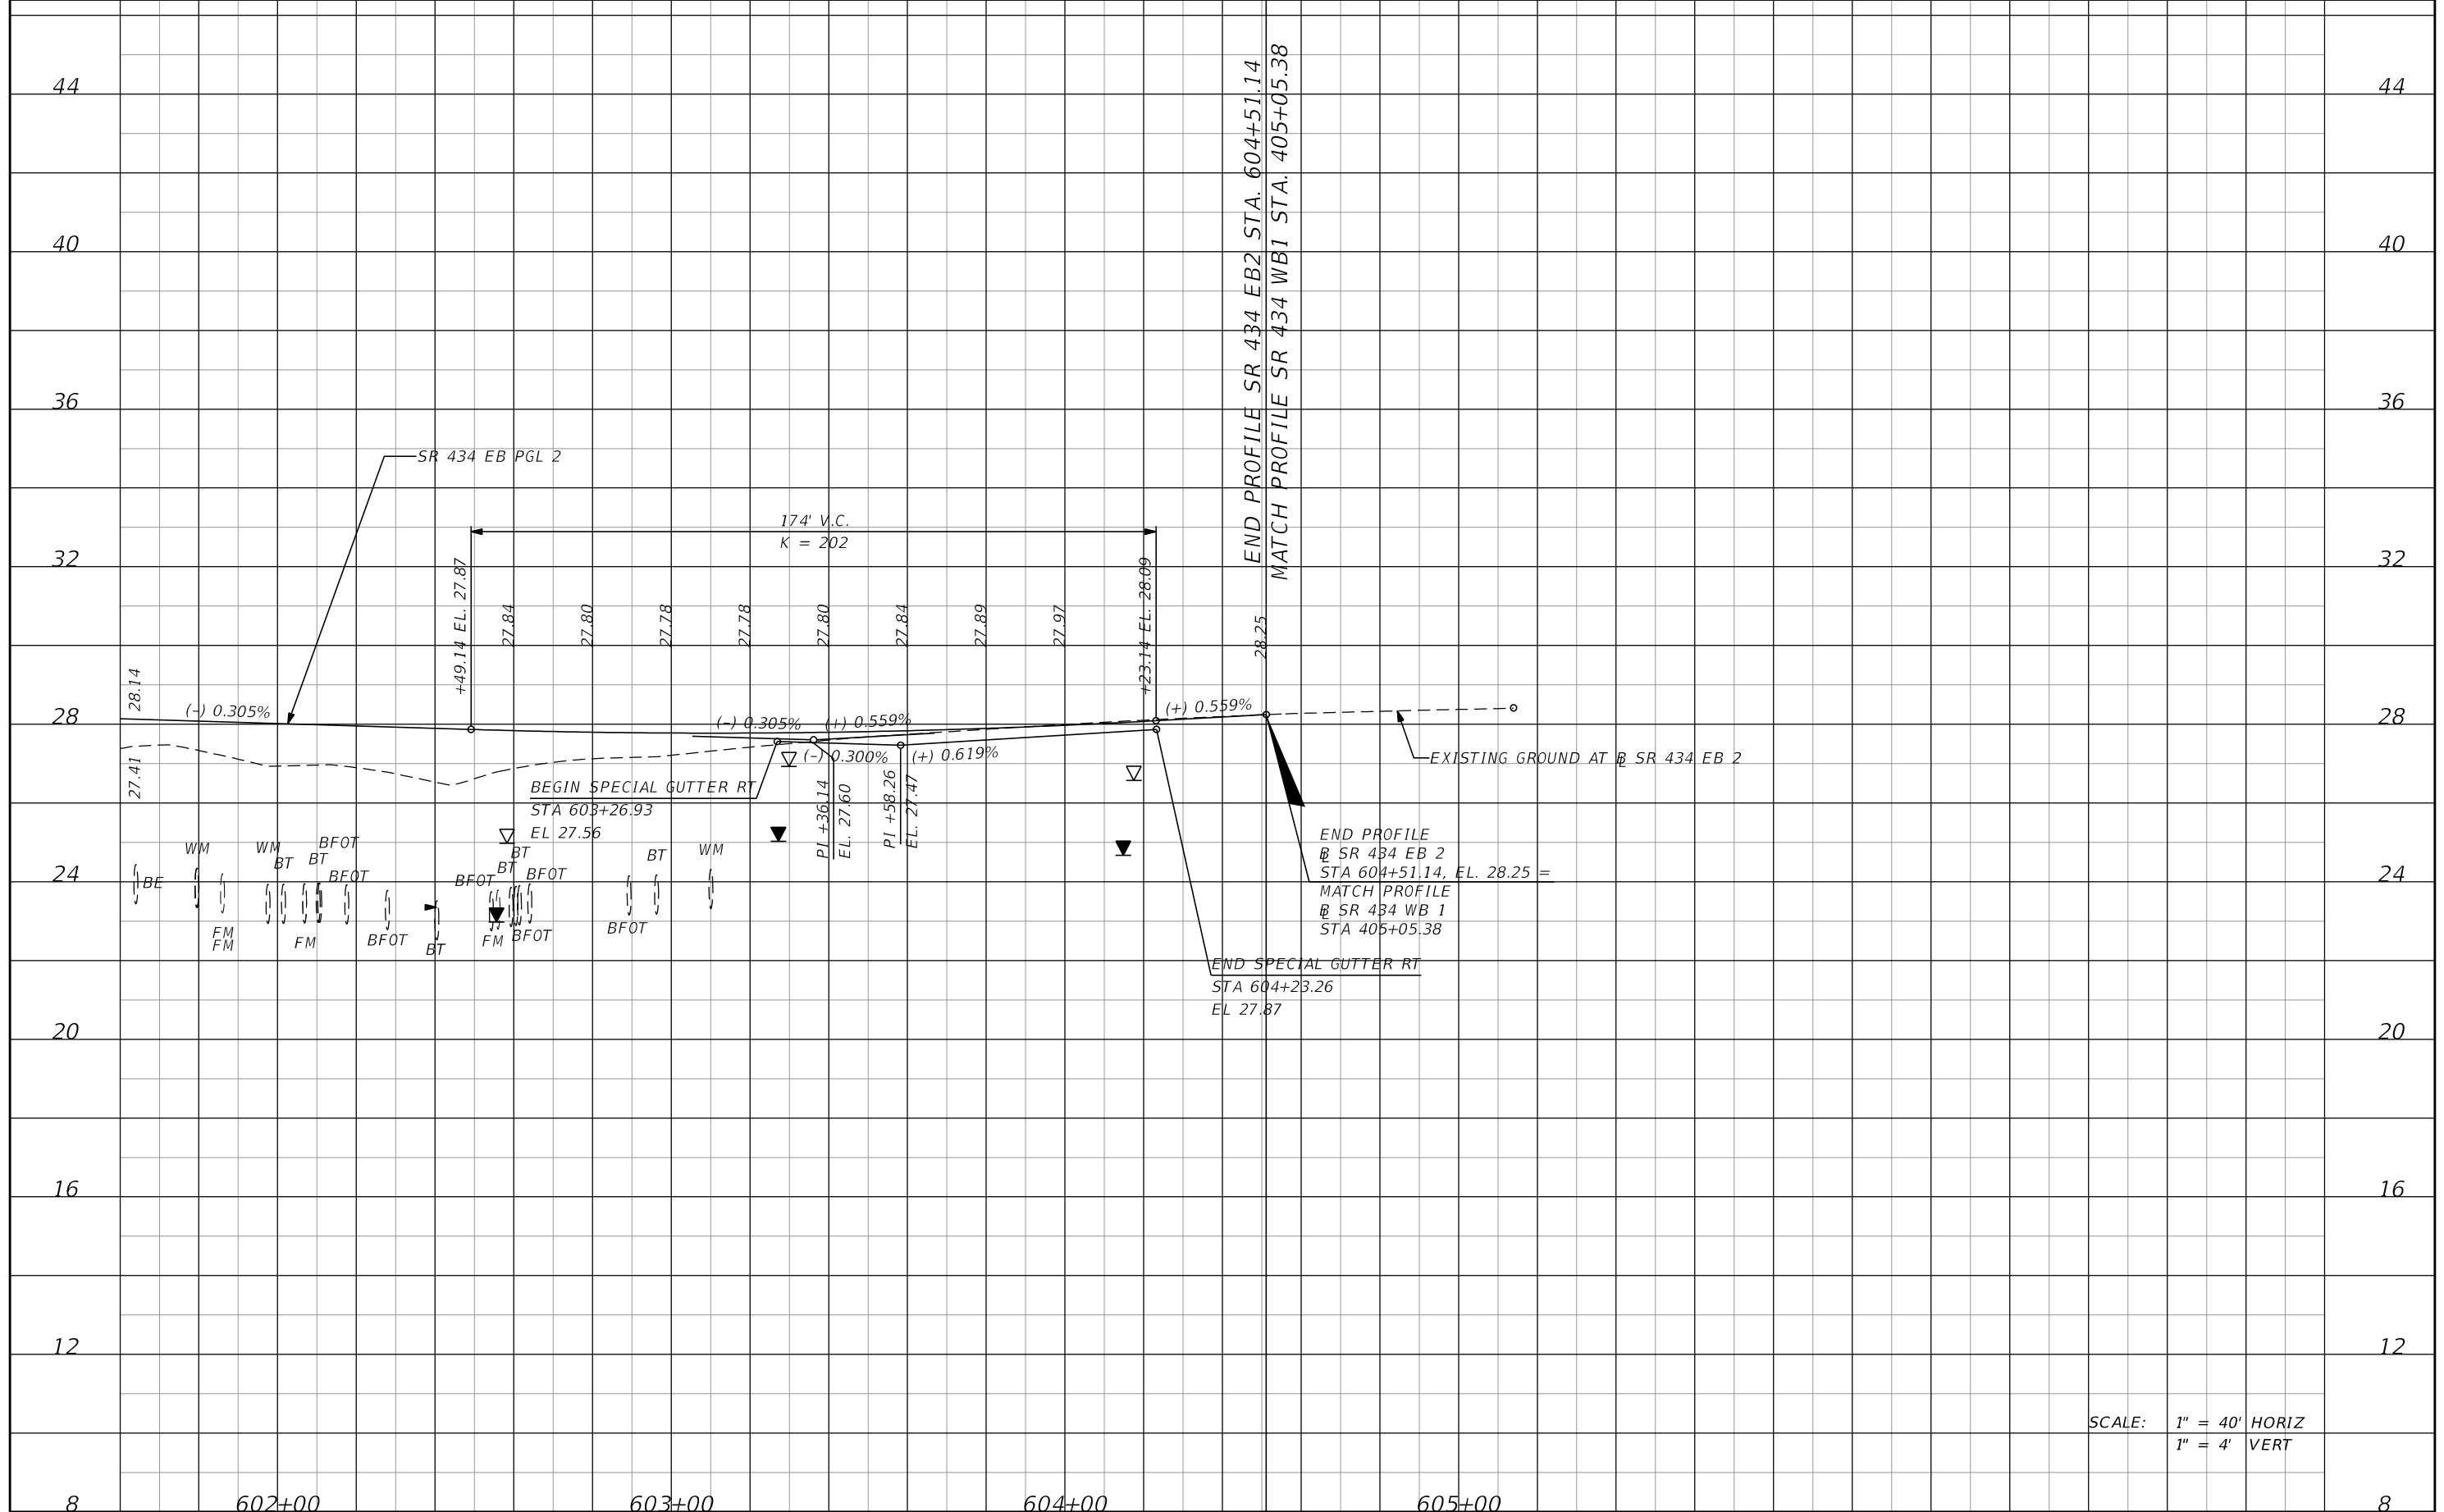 END PROFILE SR 434 EB2 STA. 604+51.14
MATCH PROFILE SR 434 WB1 STA. 405+05.38
44
44
40
40
36
36
SR 434 EB PGL 2
174' V.C.
K = 202
32
32
+49.14 EL. 27.87
27.84
27.80
27.78
27.78
27.80
27.84
27.89
27.97
+23.14 EL. 28.09
28.25
28.14
(-) 0.305%
(-) 0.305%
(+) 0.559%
(+) 0.559%
28
28
27.41
(-) 0.300%
(+) 0.619%
EXISTING GROUND AT BL SR 434 EB 2
BEGIN SPECIAL GUTTER RT
STA 603+26.93
EL 27.56
PI +36.14
EL. 27.60
PI +58.26
EL. 27.47
END PROFILE
BL SR 434 EB 2
STA 604+51.14, EL. 28.25 =
MATCH PROFILE
BL SR 434 WB 1
STA 405+05.38
WM
WM
BT
BT
BFOT
BFOT
BFOT
BT
BT
BFOT
BT
WM
24
24
BE
FM
FM
FM
BFOT
BT
FM
BFOT
BFOT
END SPECIAL GUTTER RT
STA 604+23.26
EL 27.87
20
20
16
16
12
12
SCALE: 1" = 40' HORIZ
1" = 4' VERT
8
602+00
603+00
604+00
605+00
8